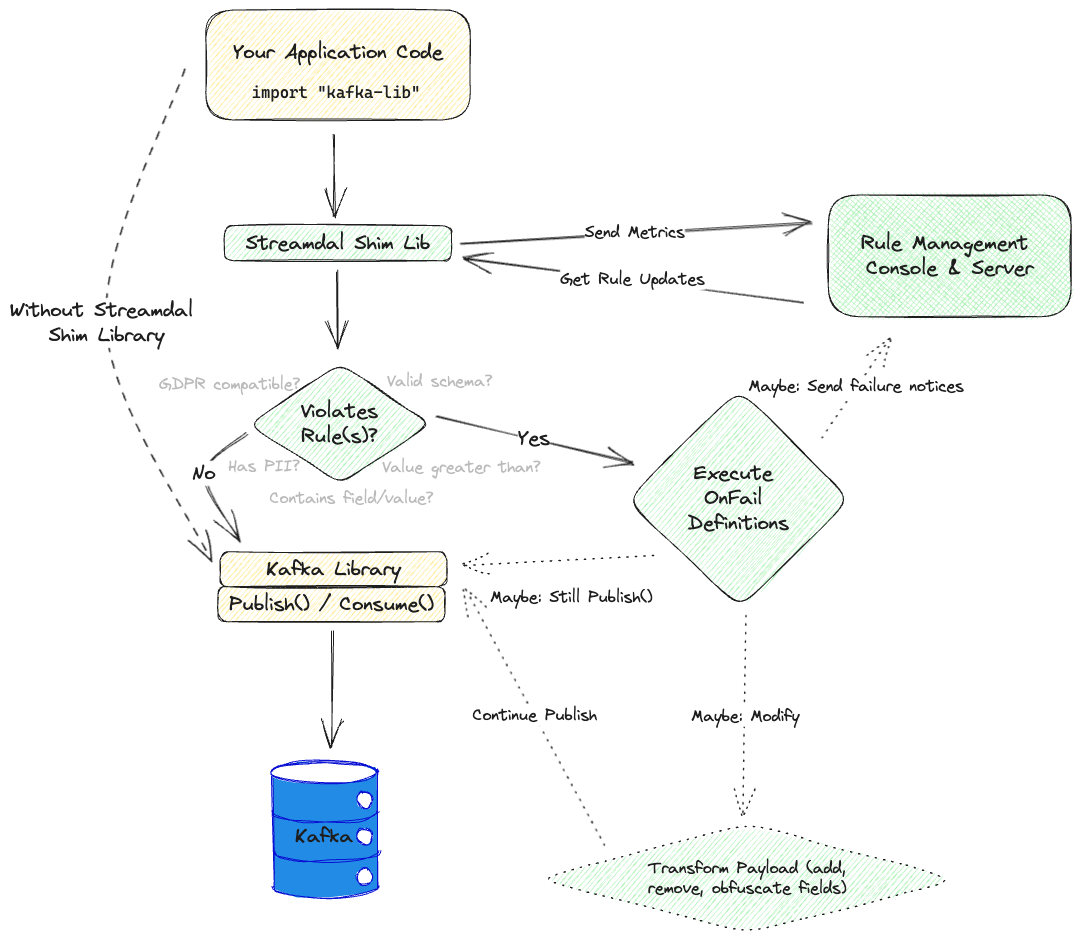 Your Application Code
import "kafka-lib"
Streamdal Shim Lib
Send Metrics
Get Rule Updates
Rule Management
Console & Server
Without Streamdal
Shim Library
GDPR compatible?
Valid schema?
Violates
Rule(s)?
Has PII?
Value greater than?
Contains field/value?
No
Yes
Maybe: Send failure notices
Execute
OnFail
Definitions
Kafka Library
Publish() / Consume()
Maybe: Still Publish()
Continue Publish
Maybe: Modify
Kafka
Transform Payload (add,
remove, obfuscate fields)